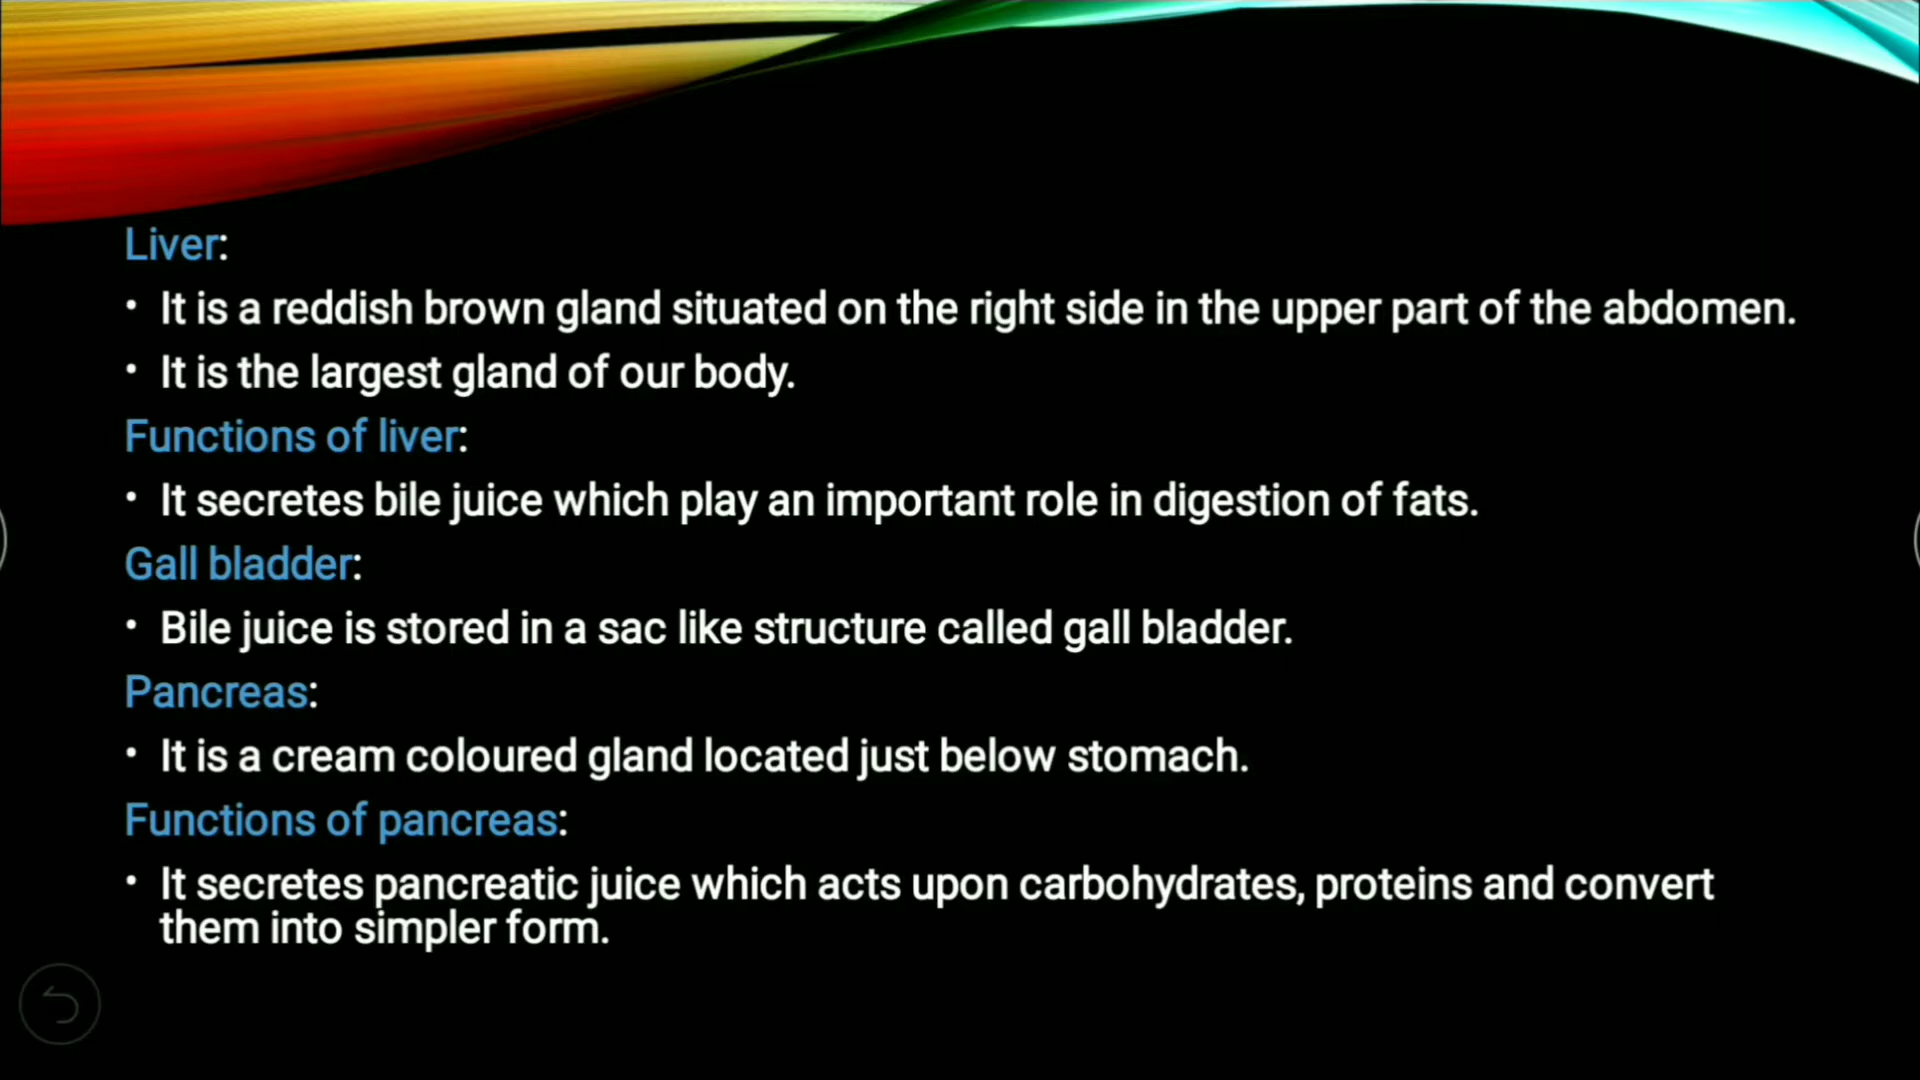 Liver:
• It is a reddish brown gland situated on the right side in the upper part of the abdomen.
• It is the largest gland of our body.
Functions of liver:
• It secretes bile juice which play an important role in digestion of fats.
Gall bladder:
• Bile juice is stored in a sac like structure called gall bladder.
Pancreas:
• It is a cream coloured gland located just below stomach.
Functions of pancreas:
• It secretes pancreatic juice which acts upon carbohydrates, proteins and convert
them into simpler form.